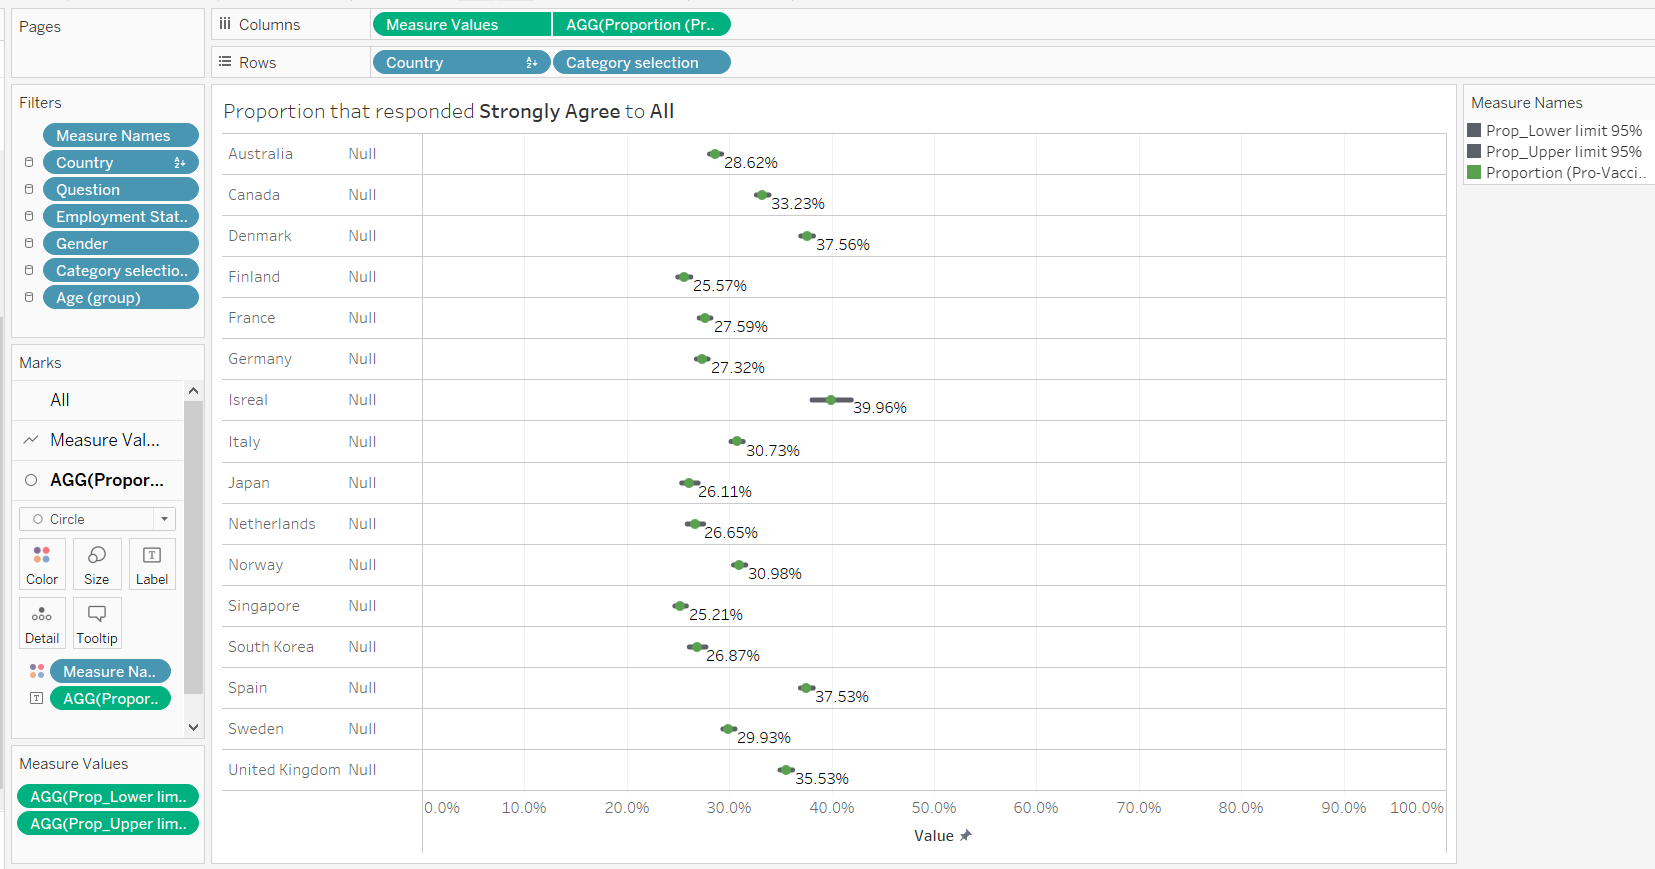 Pages
Columns
Measure Values
AGG(Proportion (Pr..
Rows
Country
Category selection
Filters
Measure Names
Country
Question
Employment Stat..
Gender
Category selectio..
Age (group)
Marks
All
Measure Val...
AGG(Propor...
Circle
Color Size Label
Detail Tooltip
Measure Na..
AGG(Propor..
Measure Values
AGG(Prop_Lower lim..
AGG(Prop_Upper lim..
Proportion that responded Strongly Agree to All
Australia Null 28.62%
Canada Null 33.23%
Denmark Null 37.56%
Finland Null 25.57%
France Null 27.59%
Germany Null 27.32%
Isreal Null 39.96%
Italy Null 30.73%
Japan Null 26.11%
Netherlands Null 26.65%
Norway Null 30.98%
Singapore Null 25.21%
South Korea Null 26.87%
Spain Null 37.53%
Sweden Null 29.93%
United Kingdom Null 35.53%
0.0% 10.0% 20.0% 30.0% 40.0% 50.0% 60.0% 70.0% 80.0% 90.0% 100.0%
Value
Measure Names
Prop_Lower limit 95%
Prop_Upper limit 95%
Proportion (Pro-Vacci..